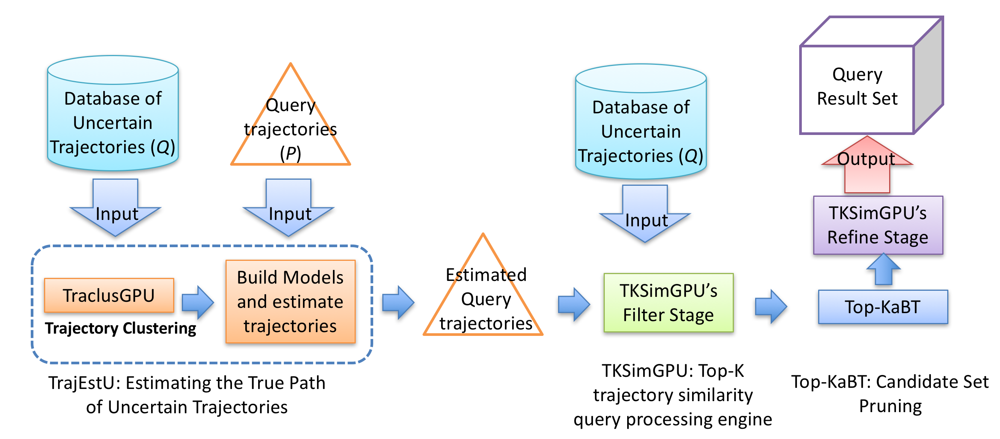 Database of
Uncertain
Trajectories (Q)
Input
Query
trajectories
(P)
Input
TraclusGPU
Trajectory Clustering
Build Models
and estimate
trajectories
TrajEstU: Estimating the True Path
of Uncertain Trajectories
Estimated
Query
trajectories
Database of
Uncertain
Trajectories (Q)
Input
TKSimGPU’s
Filter Stage
TKSimGPU: Top-K
trajectory similarity
query processing engine
Query
Result Set
Output
TKSimGPU’s
Refine Stage
Top-KaBT
Top-KaBT: Candidate Set
Pruning